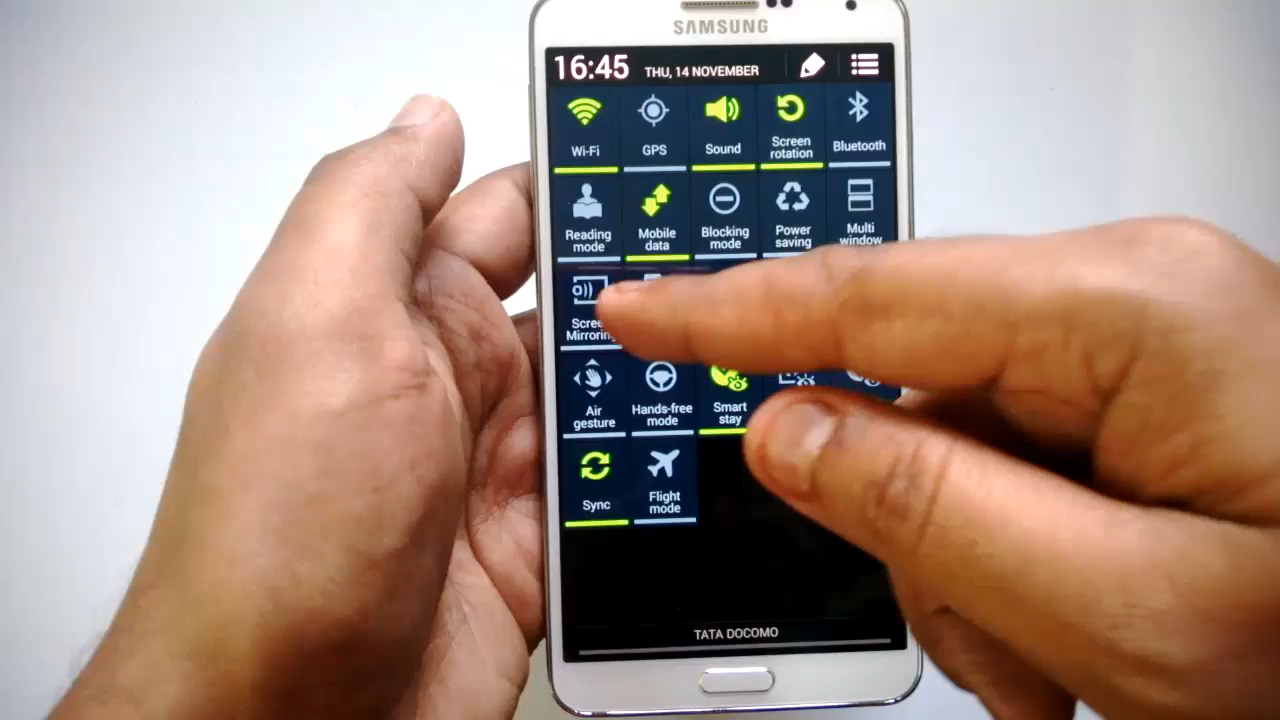 SAMSUNG
16:45 THU, 14 NOVEMBER
Wi-Fi GPS Sound Screen rotation Bluetooth
Reading mode Mobile data Blocking mode Power saving Multi window
Screen Mirroring
Air gesture Hands-free mode Smart stay
Sync Flight mode
TATA DOCOMO